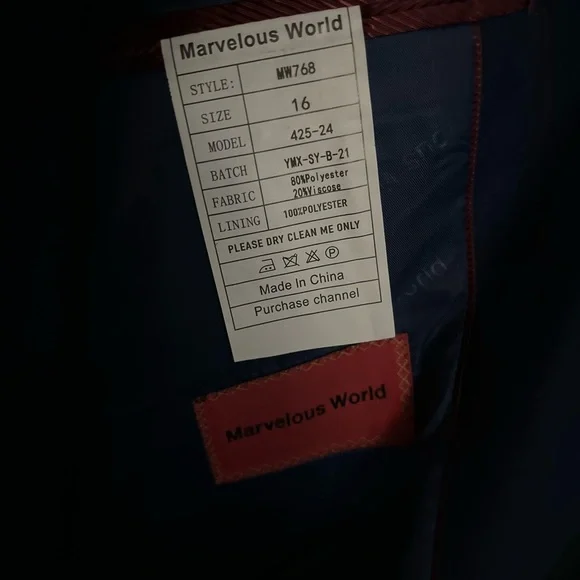 Marvelous World
STYLE: MW768
SIZE 16
MODEL 425-24
BATCH YMX-SY-B-21
FABRIC 80%Polyester
20%Viscose
LINING 100%POLYESTER
PLEASE DRY CLEAN ME ONLY
P
Made In China
Purchase channel
Marvelous World